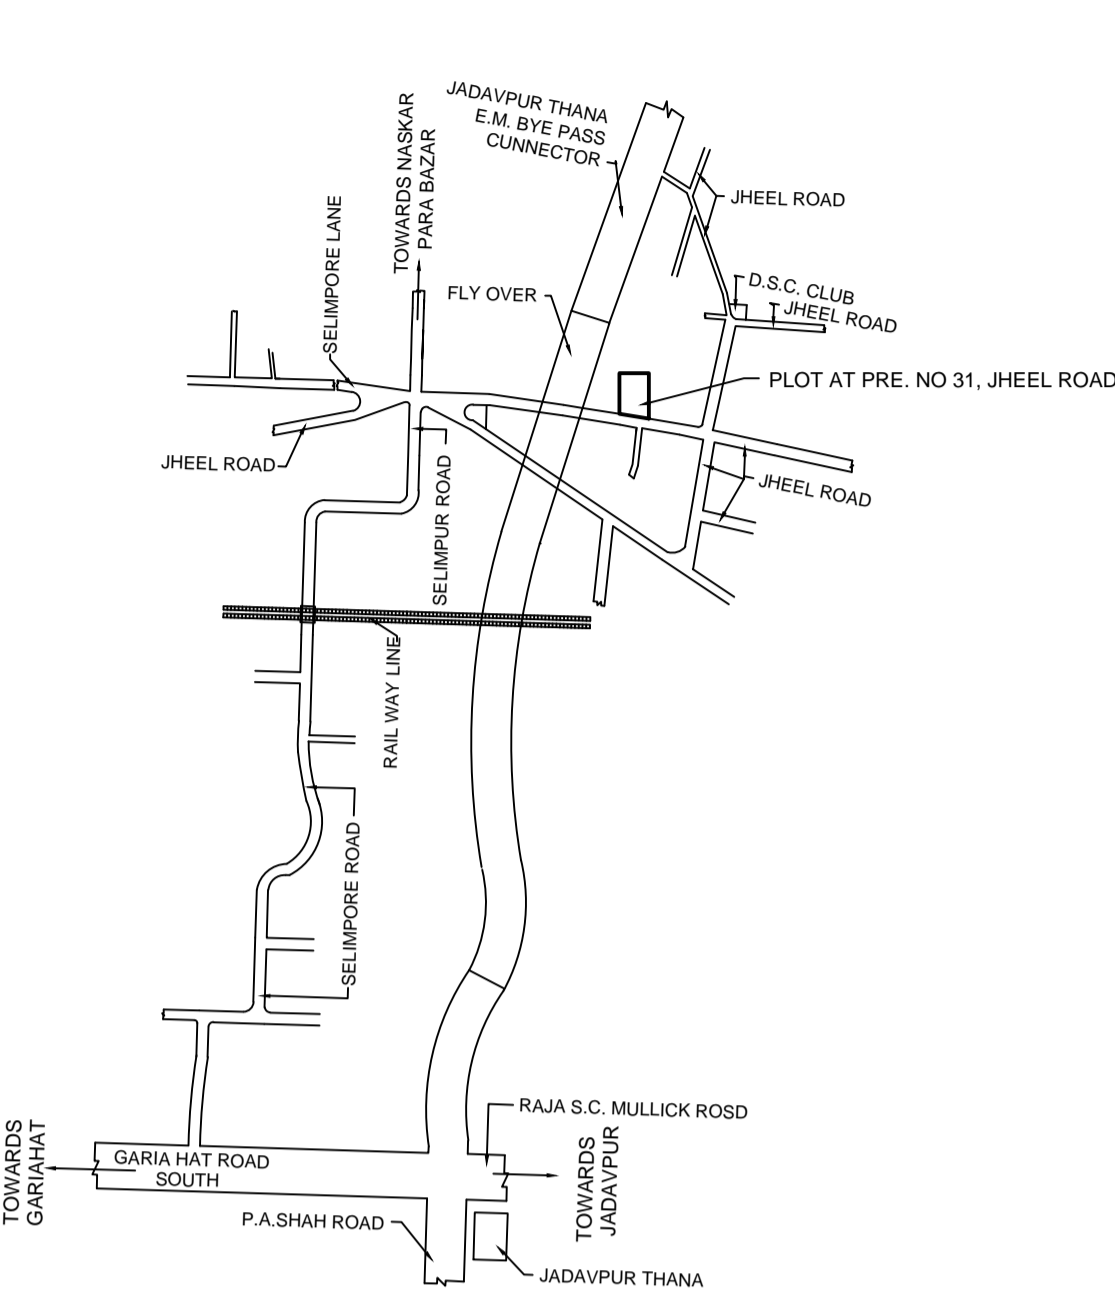 JADAVPUR THANA
E.M. BYE PASS
CUNNECTOR
TOWARDS NASKAR
PARA BAZAR
JHEEL ROAD
SELIMPORE LANE
FLY OVER
D.S.C. CLUB
JHEEL ROAD
PLOT AT PRE. NO 31, JHEEL ROAD
JHEEL ROAD
SELIMPUR ROAD
JHEEL ROAD
RAIL WAY LINE
SELIMPORE ROAD
RAJA S.C. MULLICK ROSD
TOWARDS
GARIAHAT
GARIA HAT ROAD
SOUTH
TOWARDS
JADAVPUR
P.A.SHAH ROAD
JADAVPUR THANA